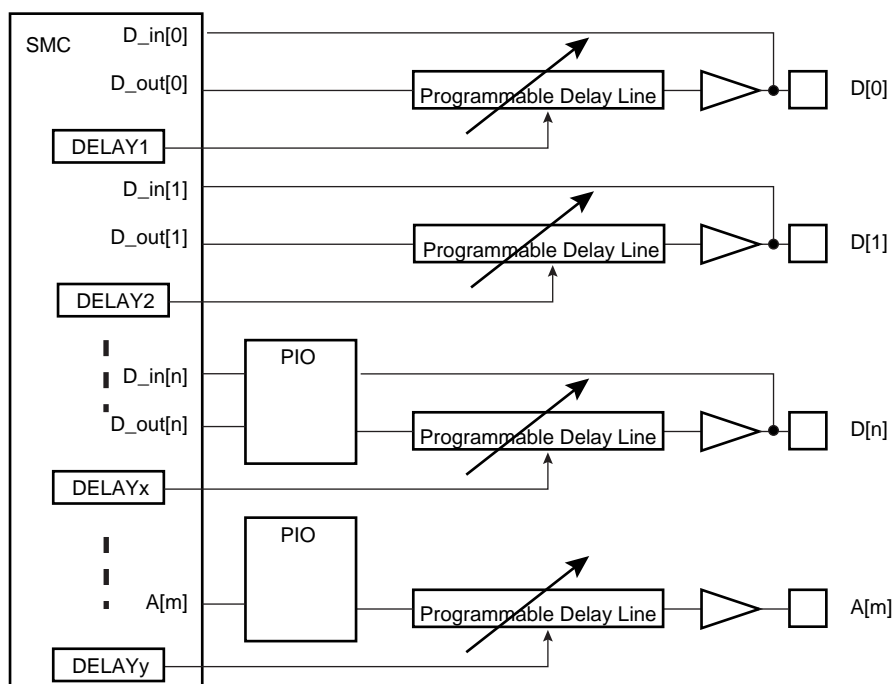 SMC
D_in[0]
D_out[0]
Programmable Delay Line
D[0]
DELAY1
D_in[1]
D_out[1]
Programmable Delay Line
D[1]
DELAY2
PIO
D_in[n]
D_out[n]
Programmable Delay Line
D[n]
DELAYx
PIO
A[m]
Programmable Delay Line
A[m]
DELAYy